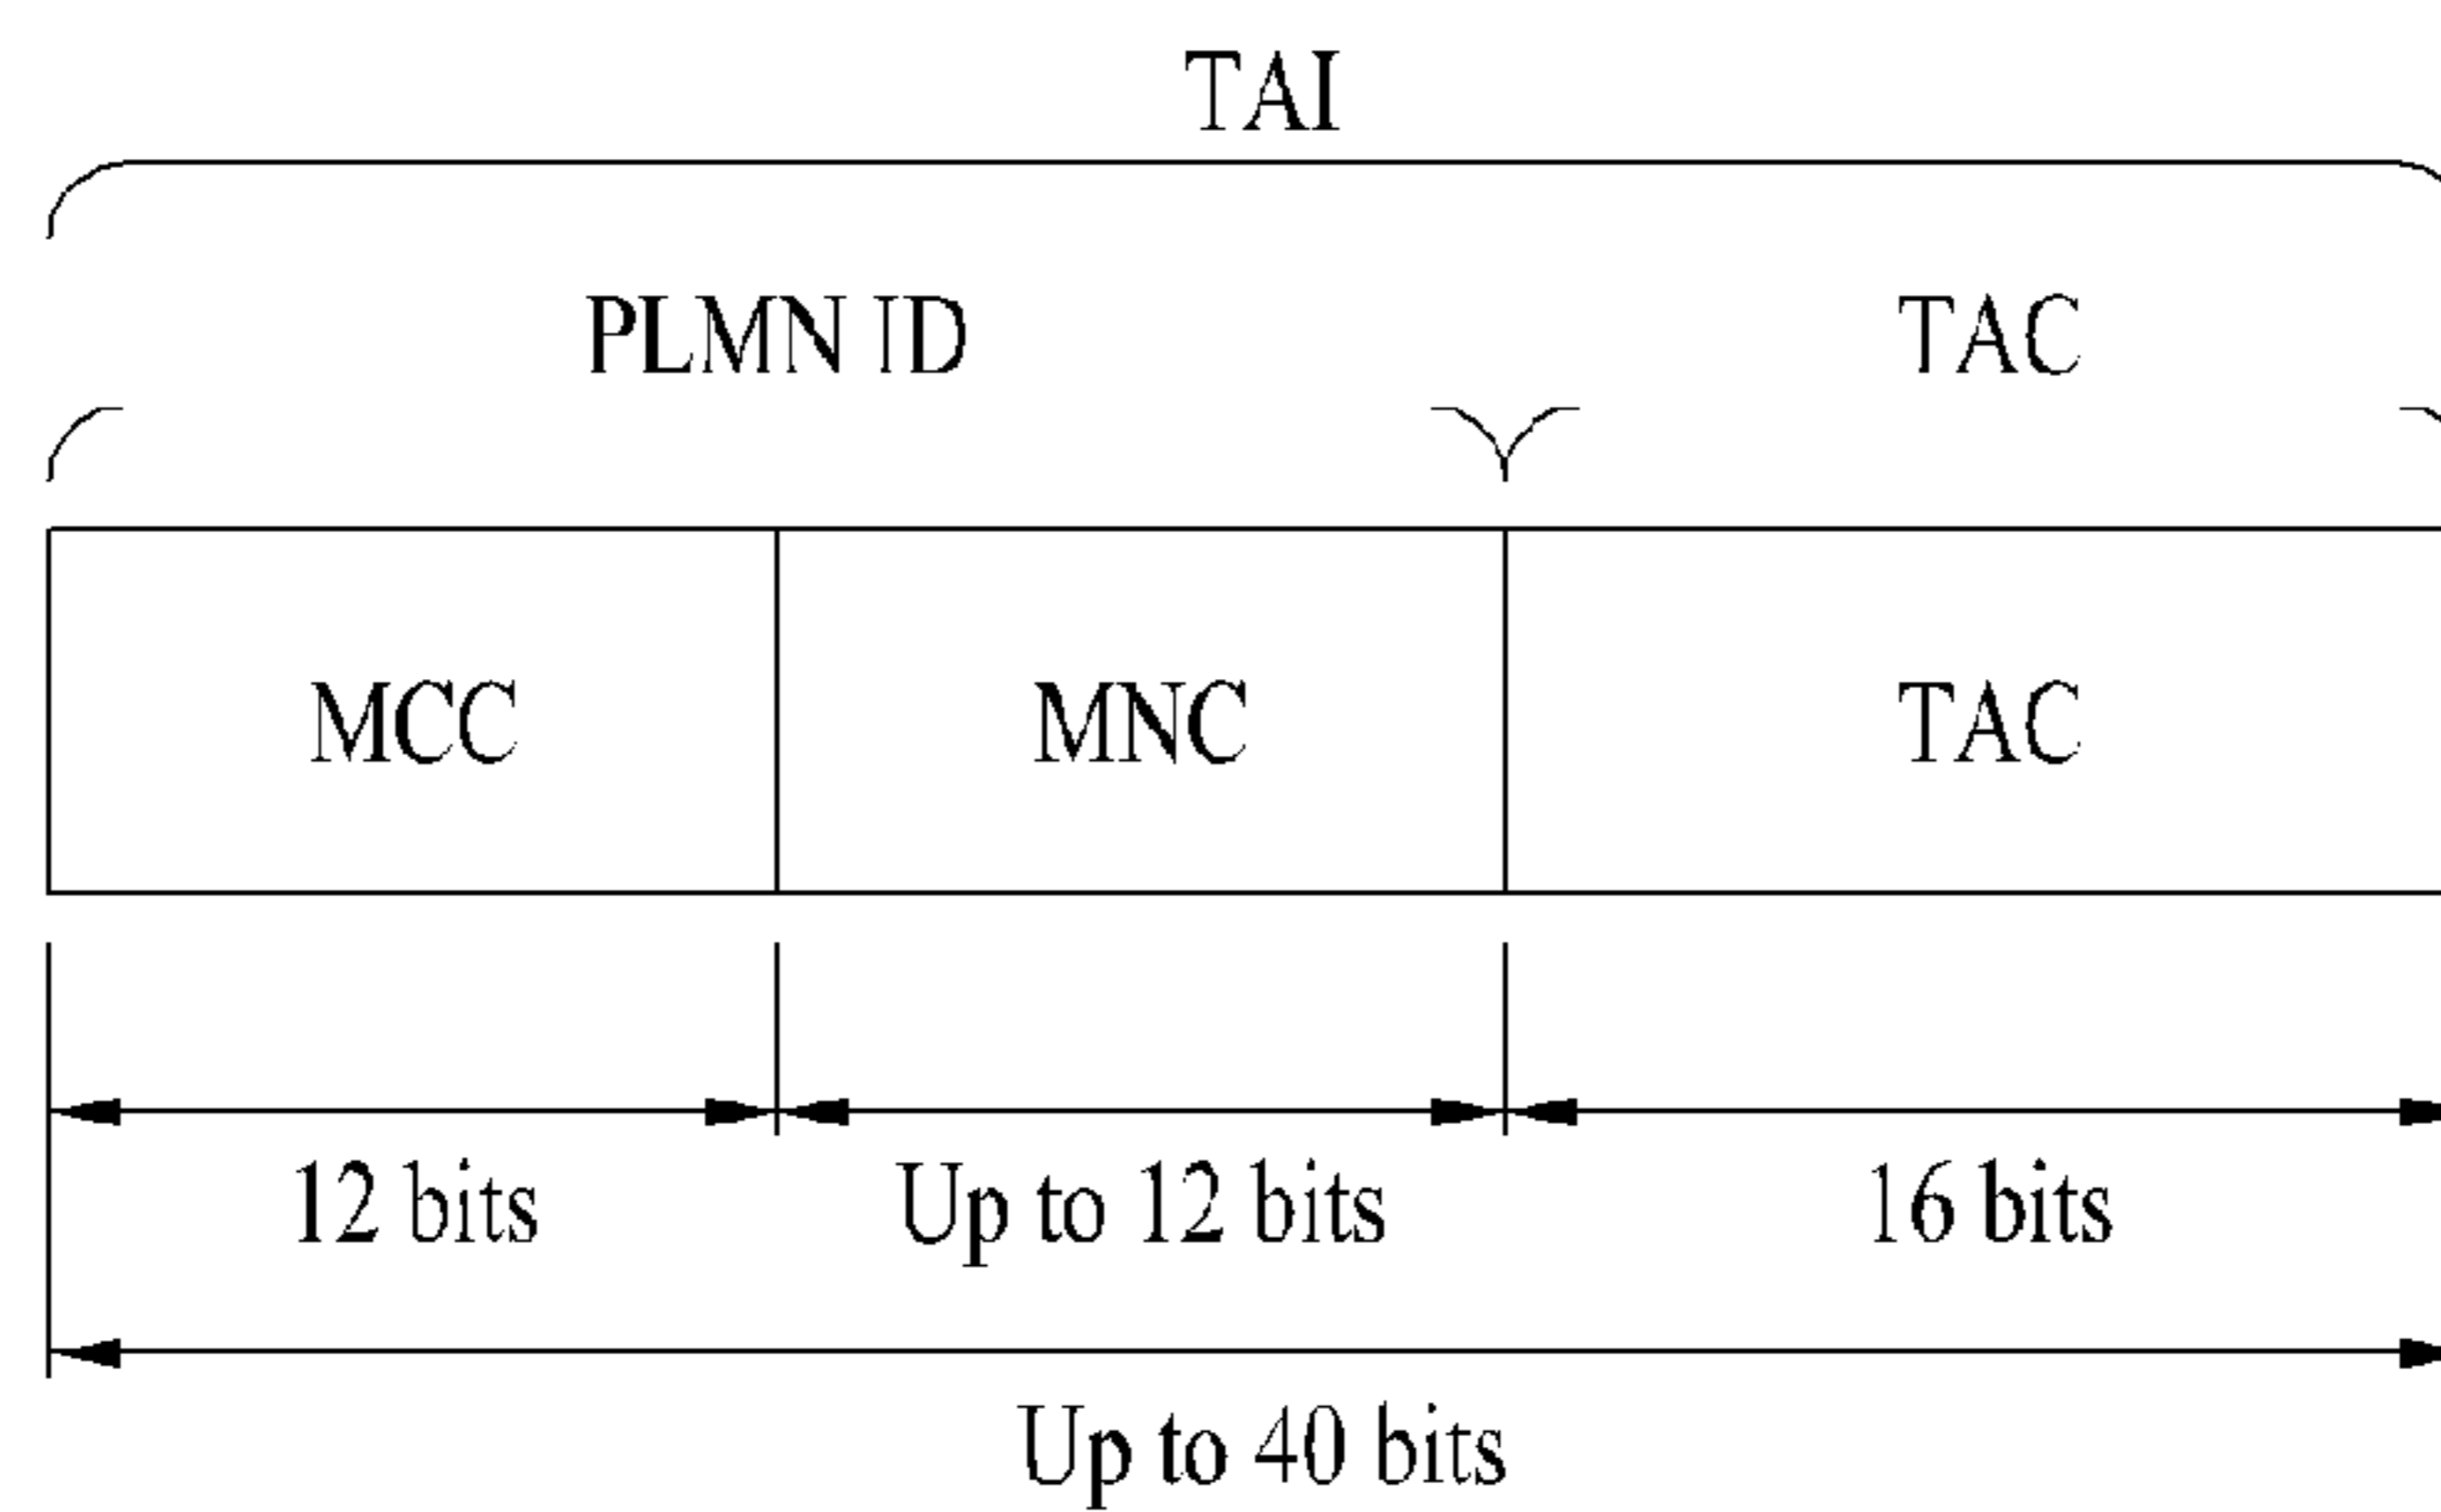 TAI
PLMN ID TAC
MCC MNC TAC
12 bits Up to 12 bits 16 bits
Up to 40 bits